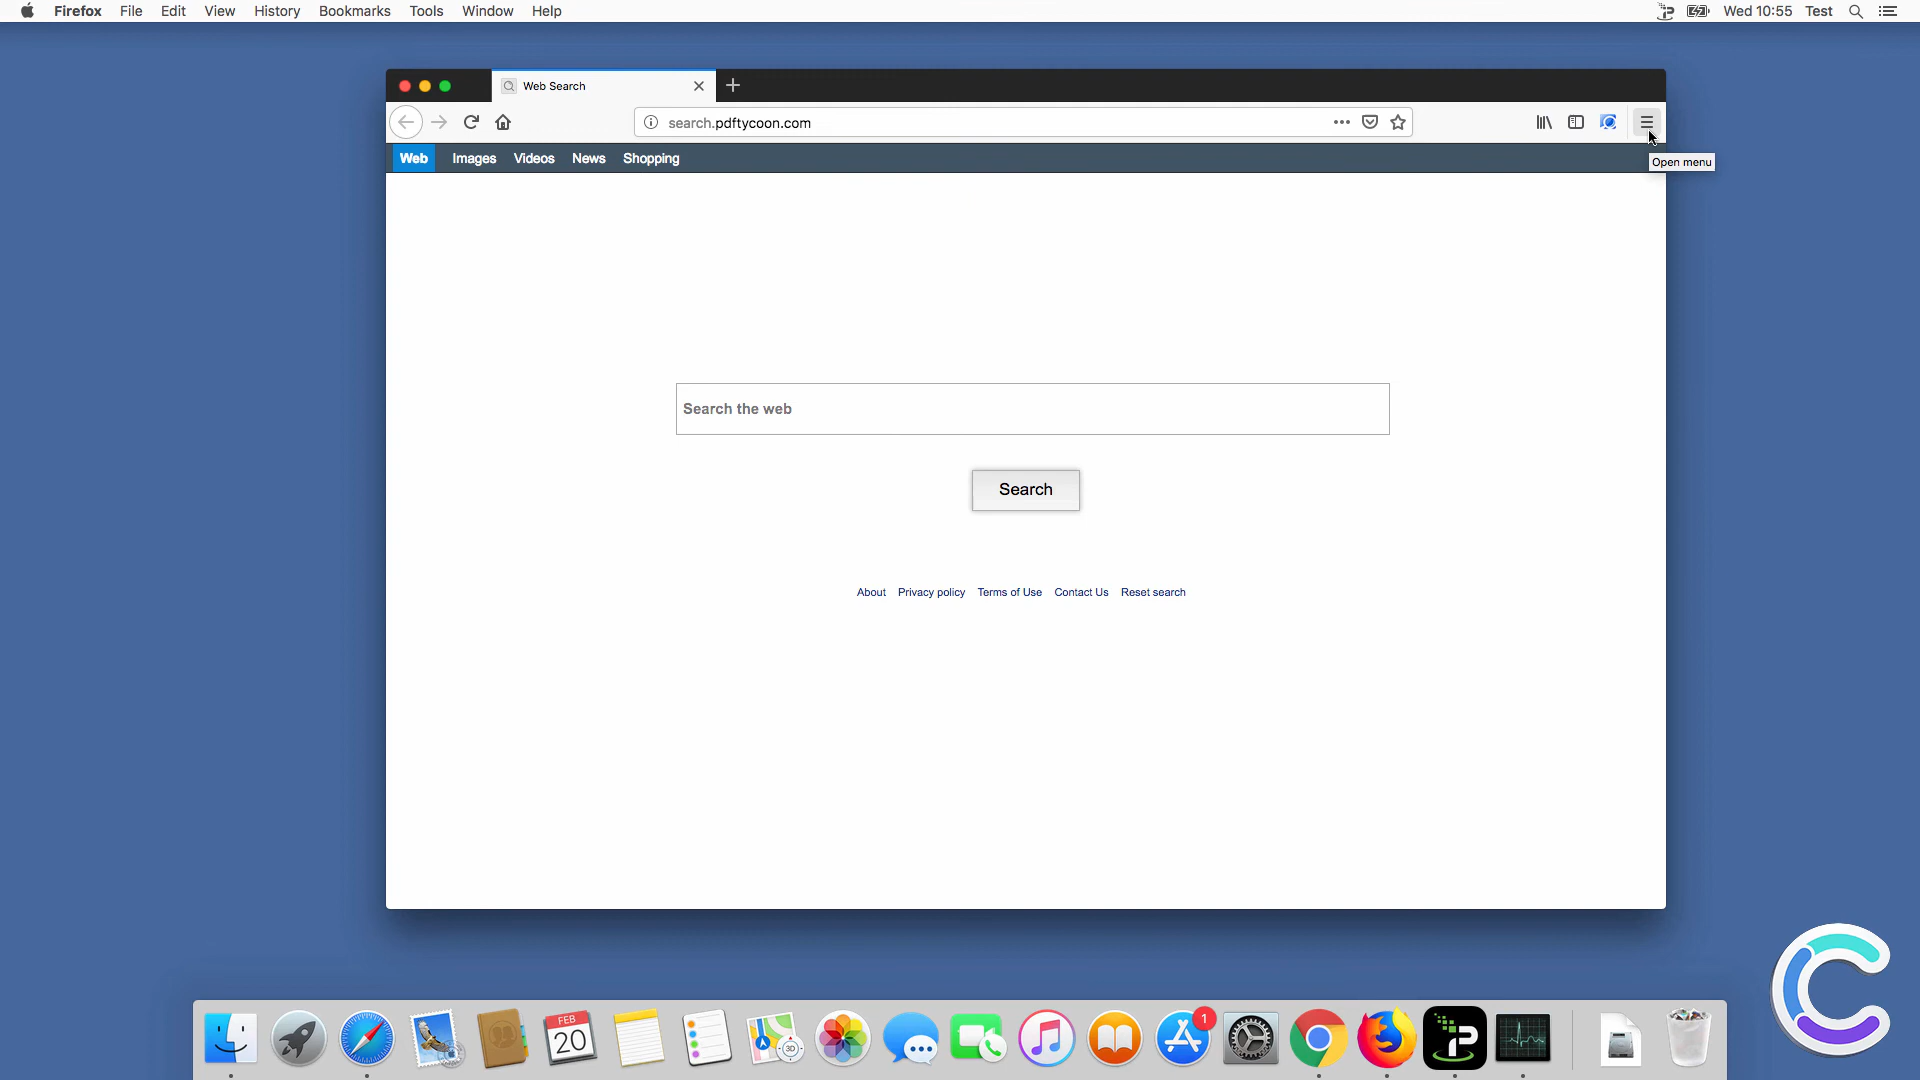 Firefox File Edit View History Bookmarks Tools Window Help Wed 10:55 Test
Web Search
search.pdftycoon.com
Web Images Videos News Shopping
Open menu
Search the web
Search
About Privacy policy Terms of Use Contact Us Reset search
FEB
20
3D
1